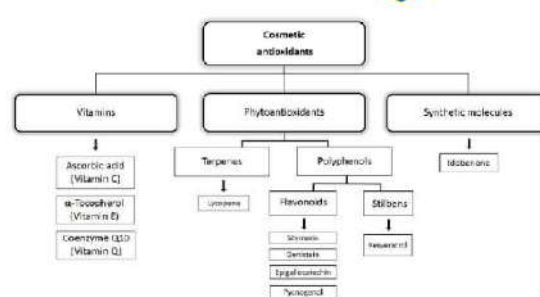 Cosmetic
antioxidants
Vitamins
Phytoantioxidents
Synthetic molecules
Ascorbic acid
(Vitamin C)
α-Tocopherol
(Vitamin E)
Coenzyme Q10
(Vitamin Q)
Terpenes
Polyphenols
Idebenone
Lycopene
Flavonoids
Stilbens
Silymarin
Genistein
Epigallocatechin
Pycnogenol
Resveratrol